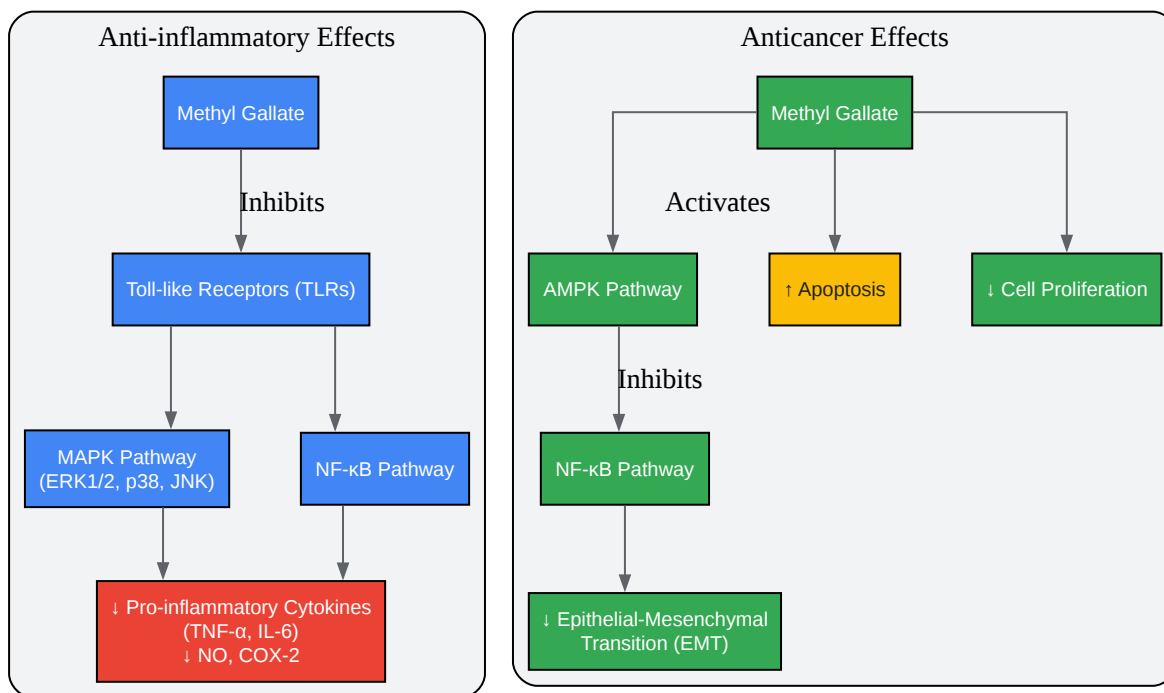 Anti-inflammatory Effects
Methyl Gallate
Inhibits
Toll-like Receptors (TLRs)
MAPK Pathway
(ERK1/2, p38, JNK)
NF-κB Pathway
↓ Pro-inflammatory Cytokines
(TNF-α, IL-6)
↓ NO, COX-2
Anticancer Effects
Methyl Gallate
Activates
AMPK Pathway
↑ Apoptosis
↓ Cell Proliferation
Inhibits
NF-κB Pathway
↓ Epithelial-Mesenchymal
Transition (EMT)